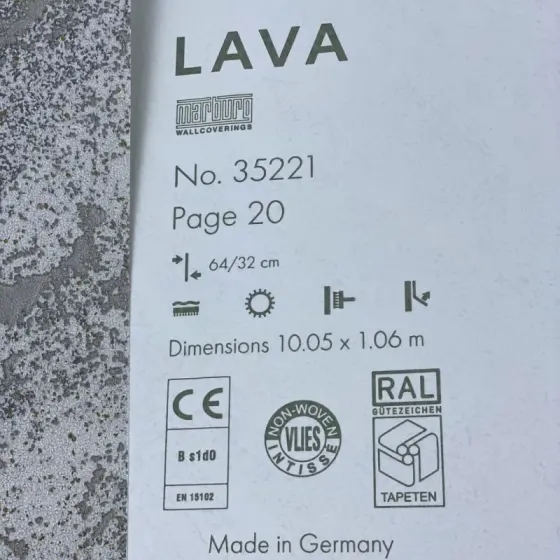 LAVA
marburg
WALLCOVERINGS
No. 35221
Page 20
64/32 cm
Dimensions 10.05 x 1.06 m
CE
B s1d0
EN 15102
NON-WOVEN
VLIES
INTISSÉ
RAL
GÜTEZEICHEN
TAPETEN
Made in Germany